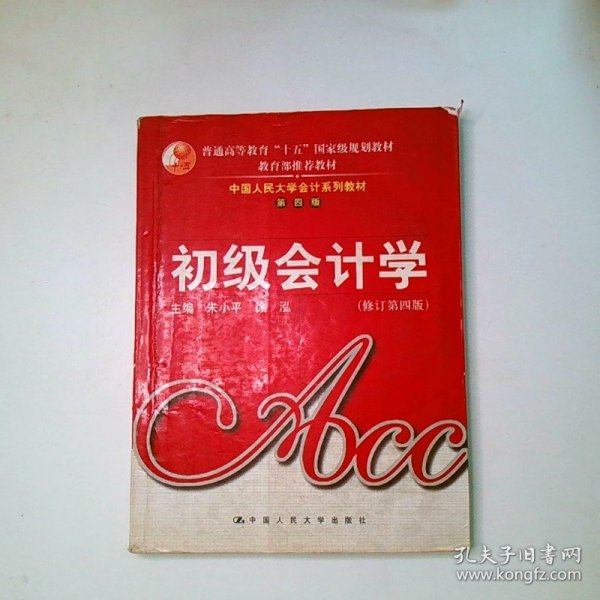 普通高等教育“十五”国家级规划教材
十五
教育部推荐教材
中国人民大学会计系列教材
第四版
初级会计学
主编 朱小平 徐泓
(修订第四版)
Acc
中国人民大学出版社
孔夫子旧书网
www.kongfz.com